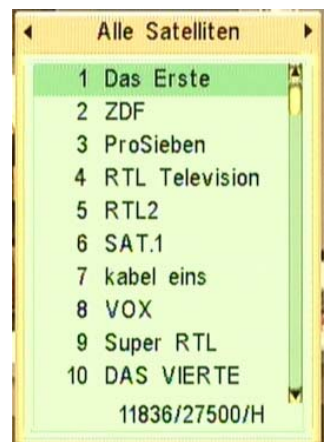 Alle Satelliten
1 Das Erste
2 ZDF
3 ProSieben
4 RTL Television
5 RTL2
6 SAT.1
7 kabel eins
8 VOX
9 Super RTL
10 DAS VIERTE
11836/27500/H